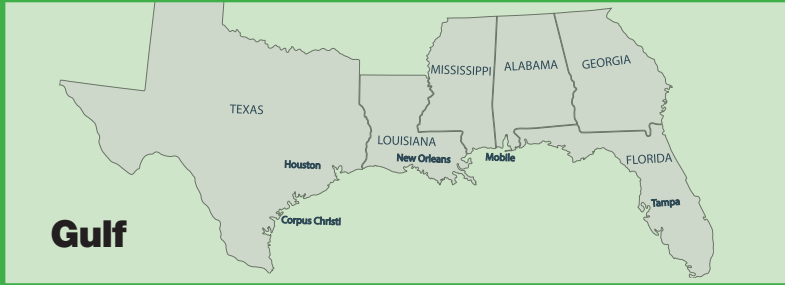 MISSISSIPPI
ALABAMA
GEORGIA
TEXAS
LOUISIANA
New Orleans
Mobile
FLORIDA
Houston
Tampa
Corpus Christi
Gulf